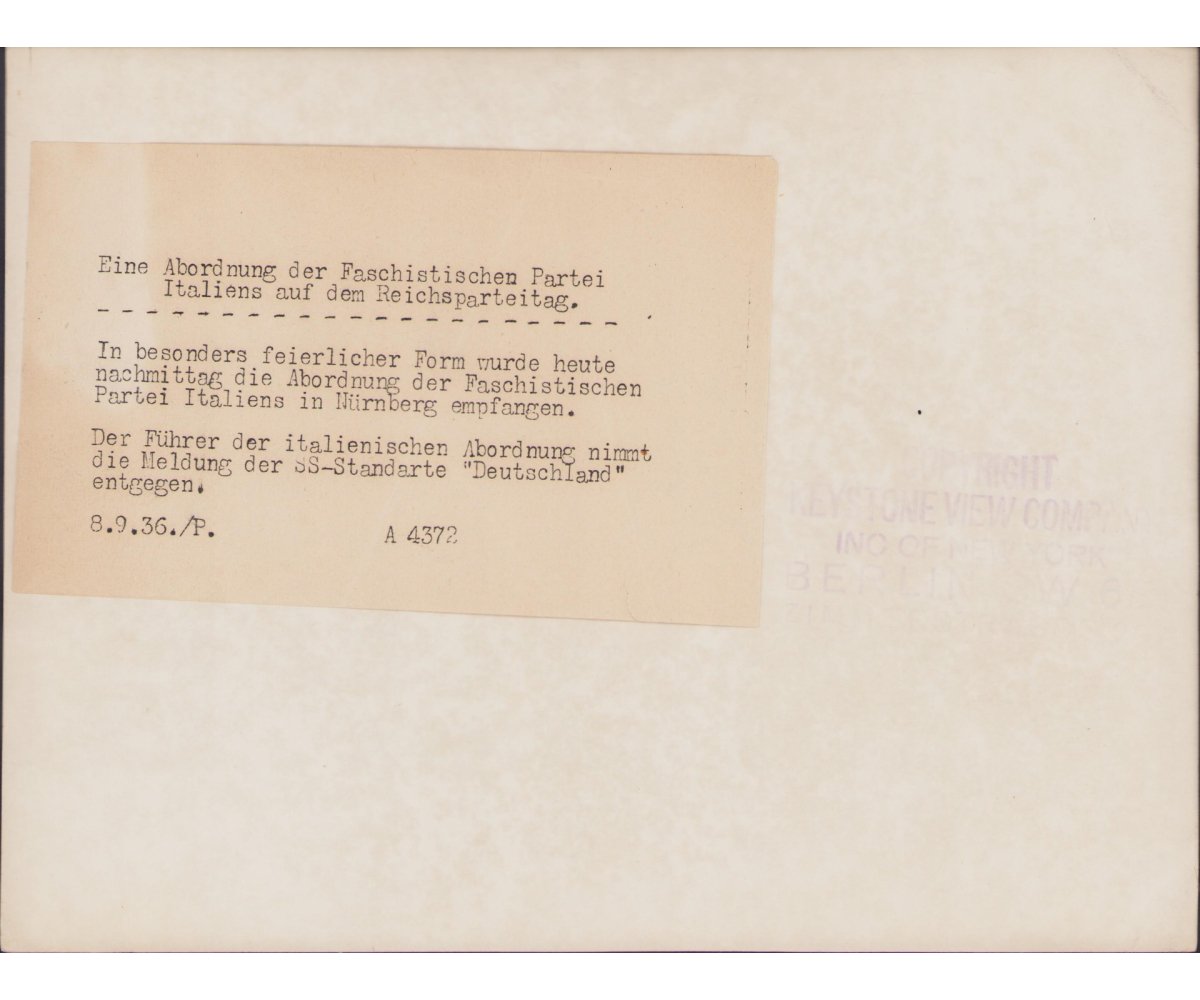 Eine Abordnung der Faschistischen Partei
Italiens auf dem Reichsparteitag.
In besonders feierlicher Form wurde heute
nachmittag die Abordnung der Faschistischen
Partei Italiens in Nürnberg empfangen.
Der Führer der italienischen Abordnung nimmt
die Meldung der SS-Standarte "Deutschland"
entgegen.
8.9.36./P.
A 4372
KEYSTONE VIEW COMPANY
INC OF NEW YORK
BERLIN W 6